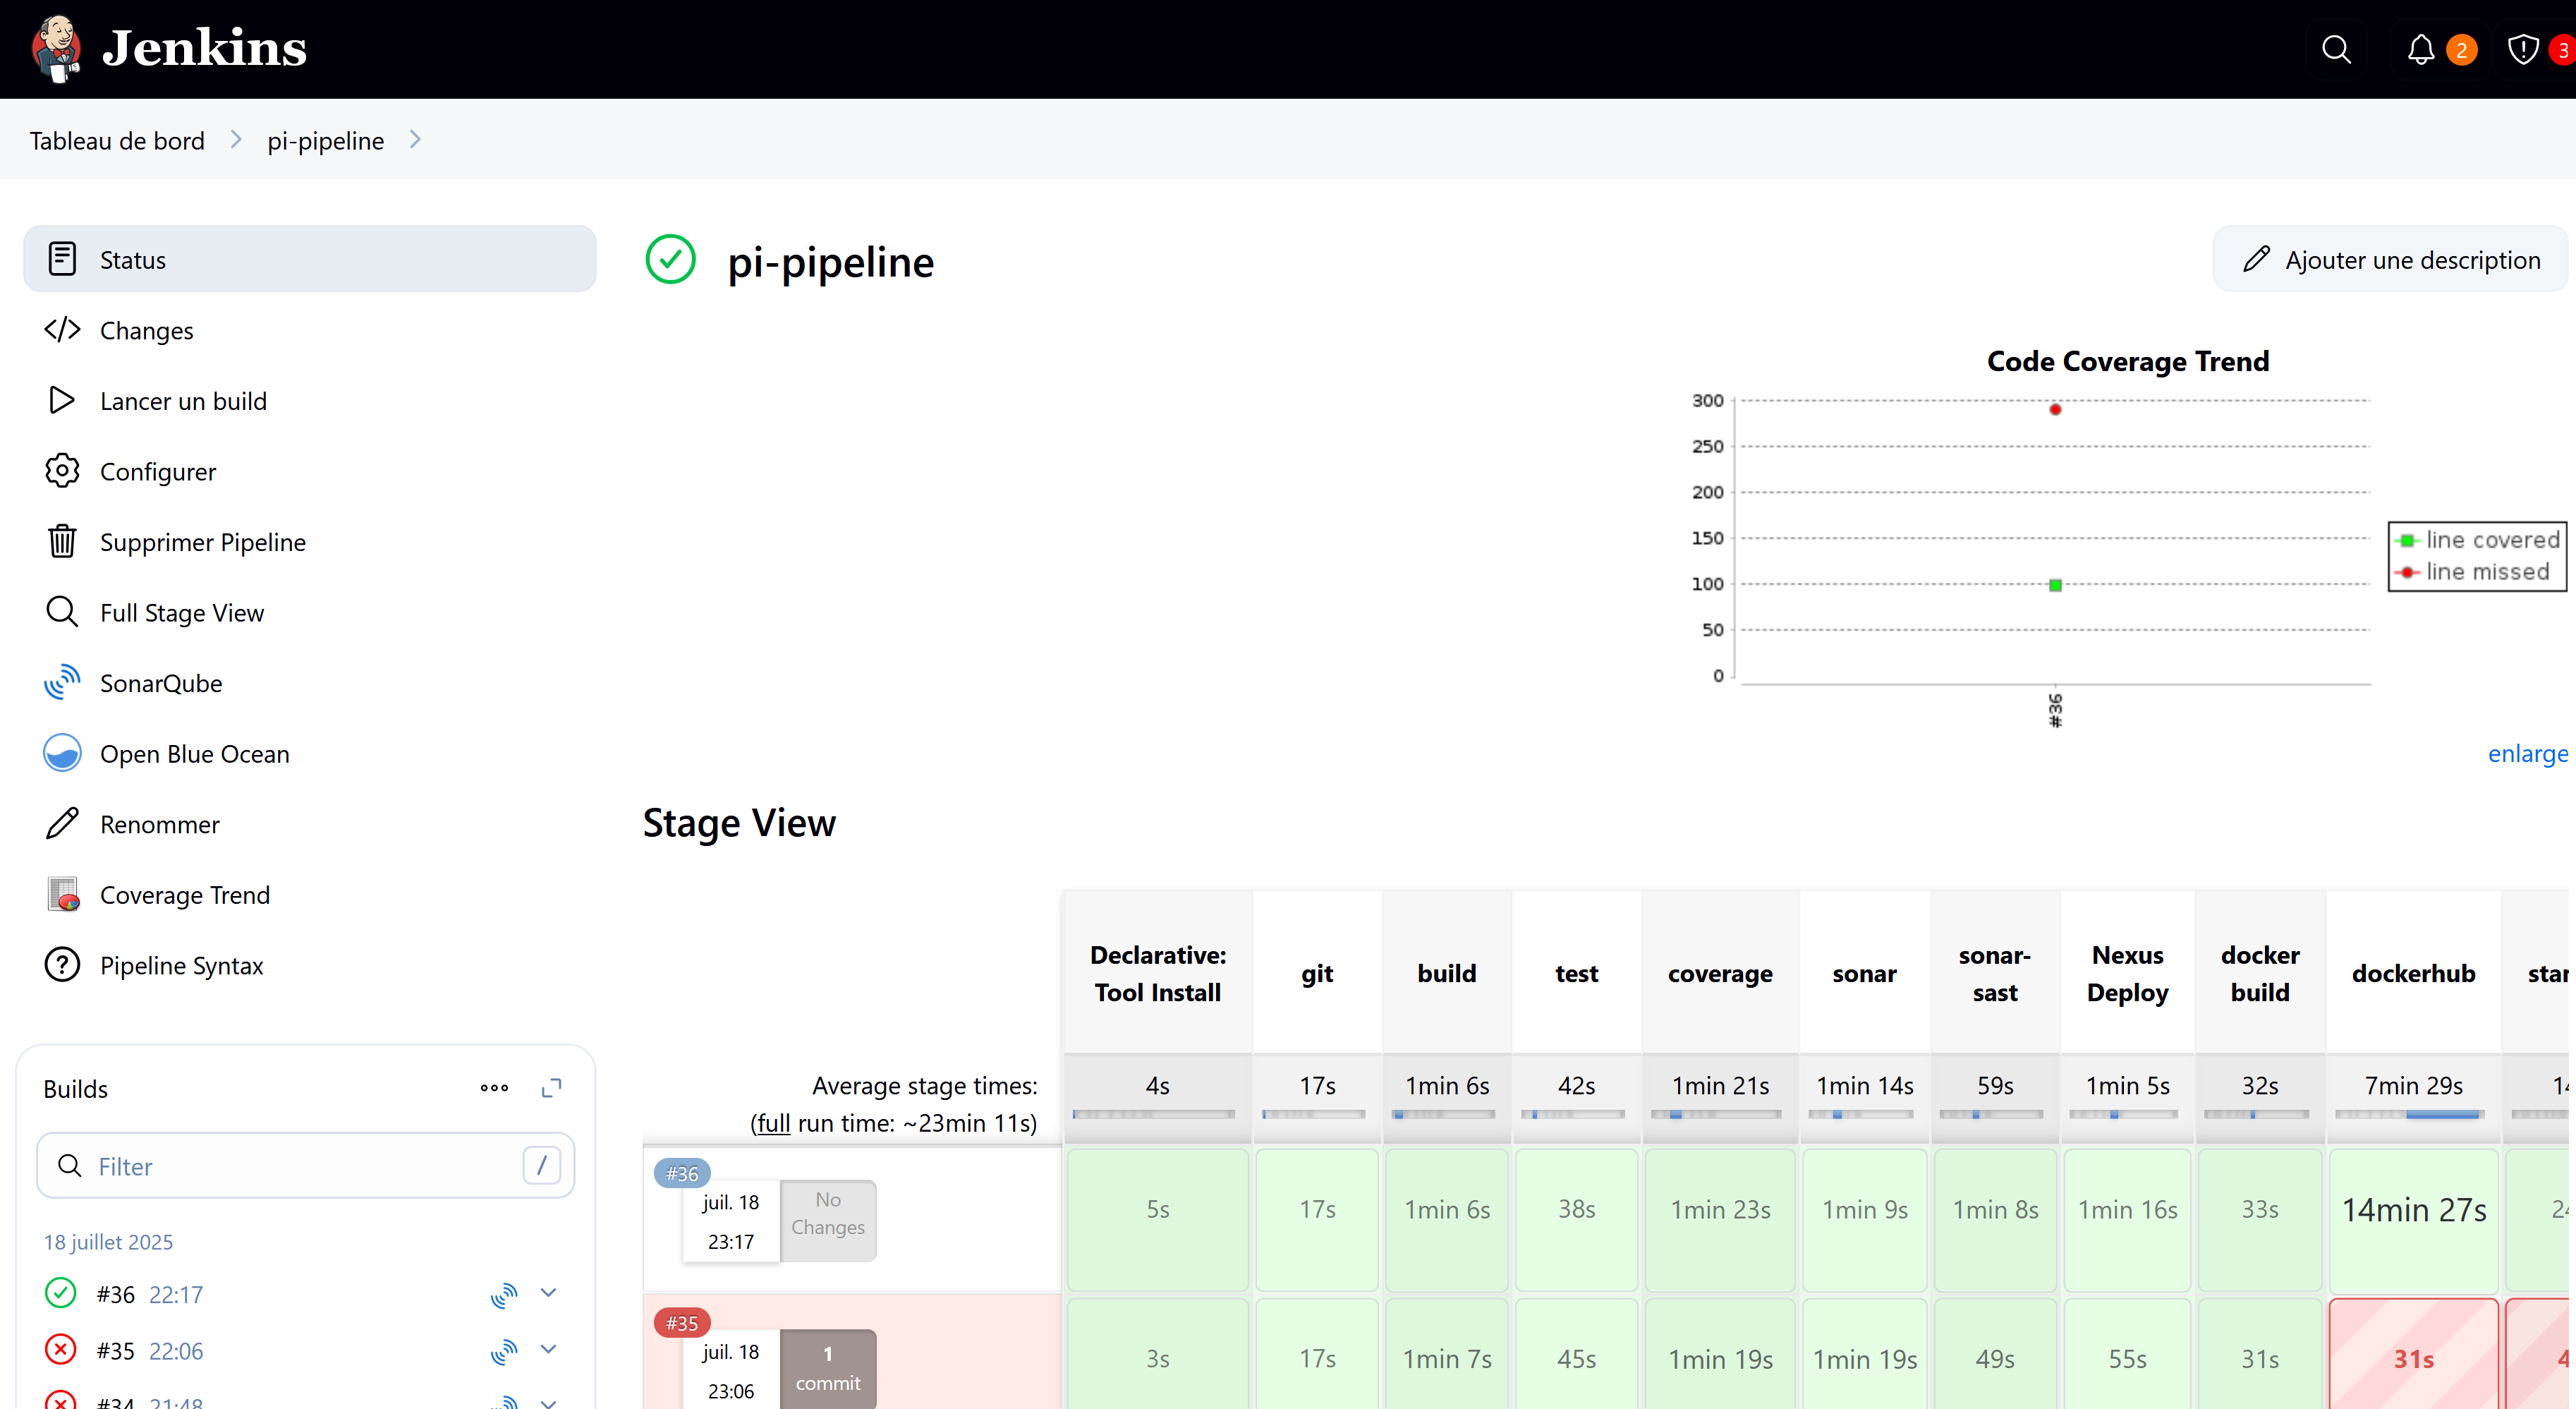 Jenkins
2
3
Tableau de bord
pi-pipeline
Status
Changes
Lancer un build
Configurer
Supprimer Pipeline
Full Stage View
SonarQube
Open Blue Ocean
Renommer
Coverage Trend
Pipeline Syntax
Builds
Filter
/
18 juillet 2025
#36 22:17
#35 22:06
#34 21:48
pi-pipeline
Ajouter une description
Code Coverage Trend
300
250
200
150
100
50
0
#36
line covered
line missed
enlarge
Stage View
Declarative: Tool Install
git
build
test
coverage
sonar
sonar-sast
Nexus Deploy
docker build
dockerhub
Average stage times:
(full run time: ~23min 11s)
4s 17s 1min 6s 42s 1min 21s 1min 14s 59s 1min 5s 32s 7min 29s
#36
juil. 18
23:17
No
Changes
5s 17s 1min 6s 38s 1min 23s 1min 9s 1min 8s 1min 16s 33s 14min 27s
#35
juil. 18
23:06
1
commit
3s 17s 1min 7s 45s 1min 19s 1min 19s 49s 55s 31s 31s